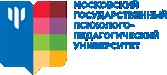 МОСКОВСКИЙ
ГОСУДАРСТВЕННЫЙ
ПСИХОЛОГО-
ПЕДАГОГИЧЕСКИЙ
УНИВЕРСИТЕТ